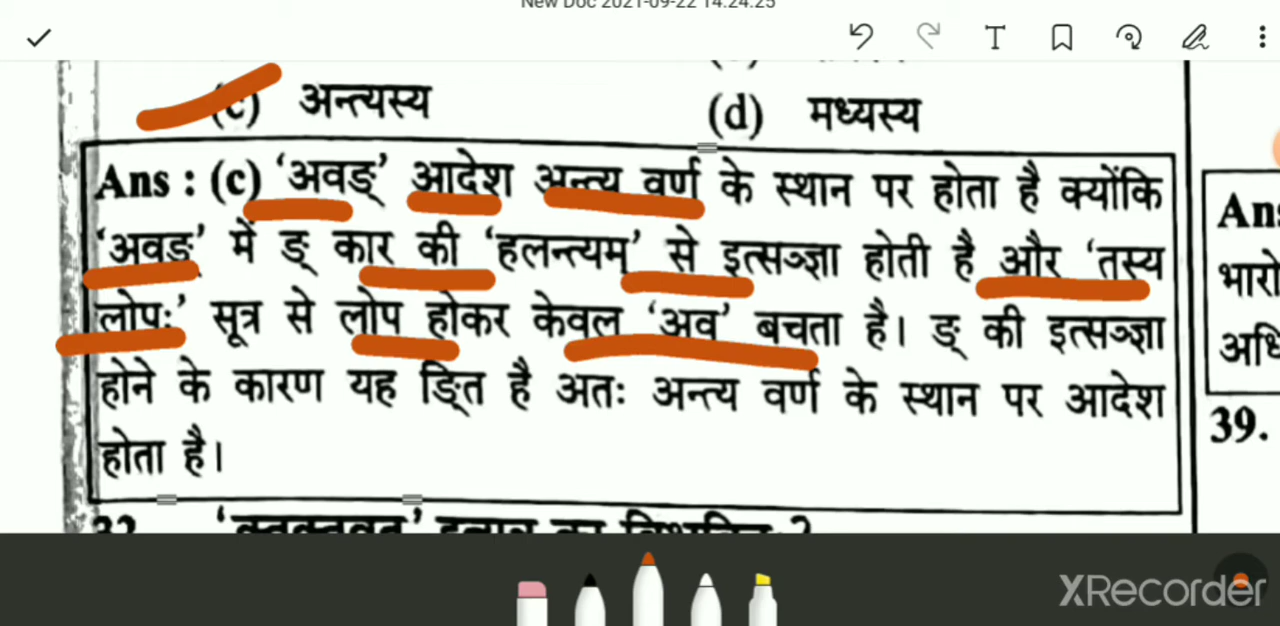 New Doc 2021-09-22 14.24.25
(c) अन्त्यस्य
(d) मध्यस्य
Ans : (c) ‘अवङ्’ आदेश अन्त्य वर्ण के स्थान पर होता है क्योंकि
‘अवङ्’ में ङ् कार की ‘हलन्त्यम्’ से इत्सञ्ज्ञा होती है और ‘तस्य
लोपः’ सूत्र से लोप होकर केवल ‘अव’ बचता है। ङ् की इत्सञ्ज्ञा
होने के कारण यह ङित् है अतः अन्त्य वर्ण के स्थान पर आदेश
होता है।
39.
XRecorder